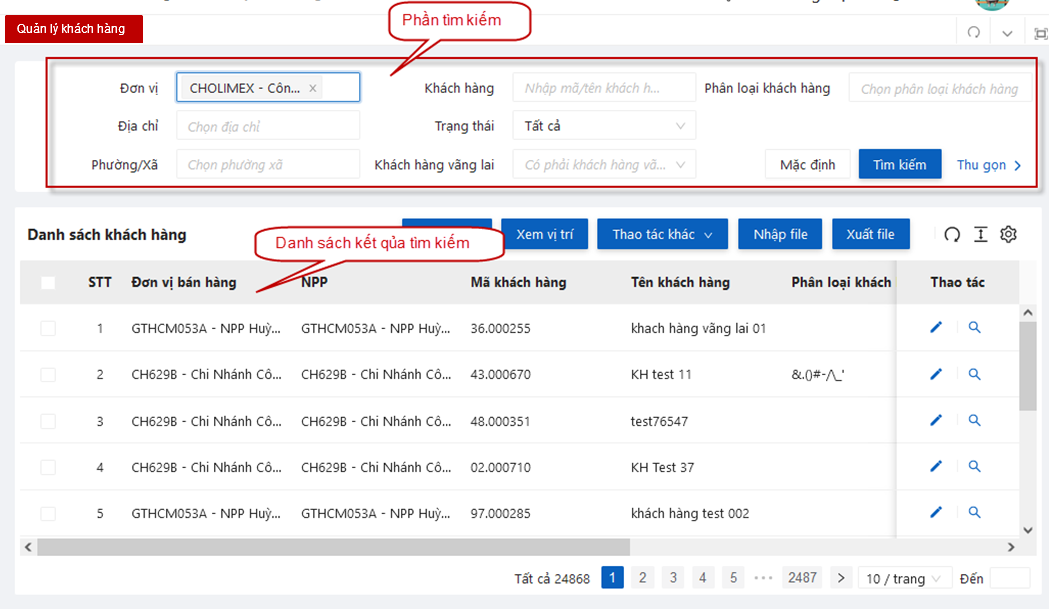 Phần tìm kiếm
Quản lý khách hàng
Đơn vị CHOLIMEX - Côn... × Khách hàng Nhập mã/tên khách h... Phân loại khách hàng Chọn phân loại khách hàng
Địa chỉ Chọn địa chỉ Trạng thái Tất cả
Phường/Xã Chọn phường xã Khách hàng vãng lai Có phải khách hàng vã... Mặc định Tìm kiếm Thu gọn
Danh sách khách hàng Xem vị trí Thao tác khác Nhập file Xuất file
Danh sách kết qủa tìm kiếm
STT Đơn vị bán hàng NPP Mã khách hàng Tên khách hàng Phân loại khách Thao tác
1 GTHCM053A - NPP Huỳ... GTHCM053A - NPP Huỳ... 36.000255 khach hàng vãng lai 01
2 CH629B - Chi Nhánh Cô... CH629B - Chi Nhánh Cô... 43.000670 KH test 11 &.()#-/\_'
3 CH629B - Chi Nhánh Cô... CH629B - Chi Nhánh Cô... 48.000351 test76547
4 CH629B - Chi Nhánh Cô... CH629B - Chi Nhánh Cô... 02.000710 KH Test 37
5 GTHCM053A - NPP Huỳ... GTHCM053A - NPP Huỳ... 97.000285 khách hàng test 002
Tất cả 24868 1 2 3 4 5 ••• 2487 > 10 / trang Đến